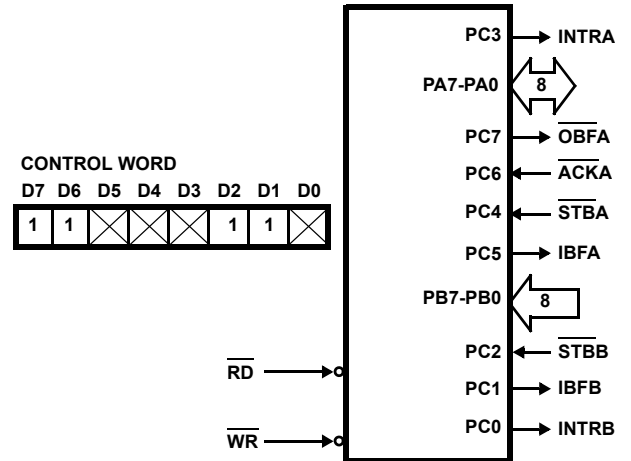 PC3 INTRA
PA7-PA0 8
PC7 OBFA
CONTROL WORD
PC6 ACKA
D7 D6 D5 D4 D3 D2 D1 D0
PC4 STBA
1 1 1 1
PC5 IBFA
PB7-PB0 8
PC2 STBB
RD
PC1 IBFB
PC0 INTRB
WR